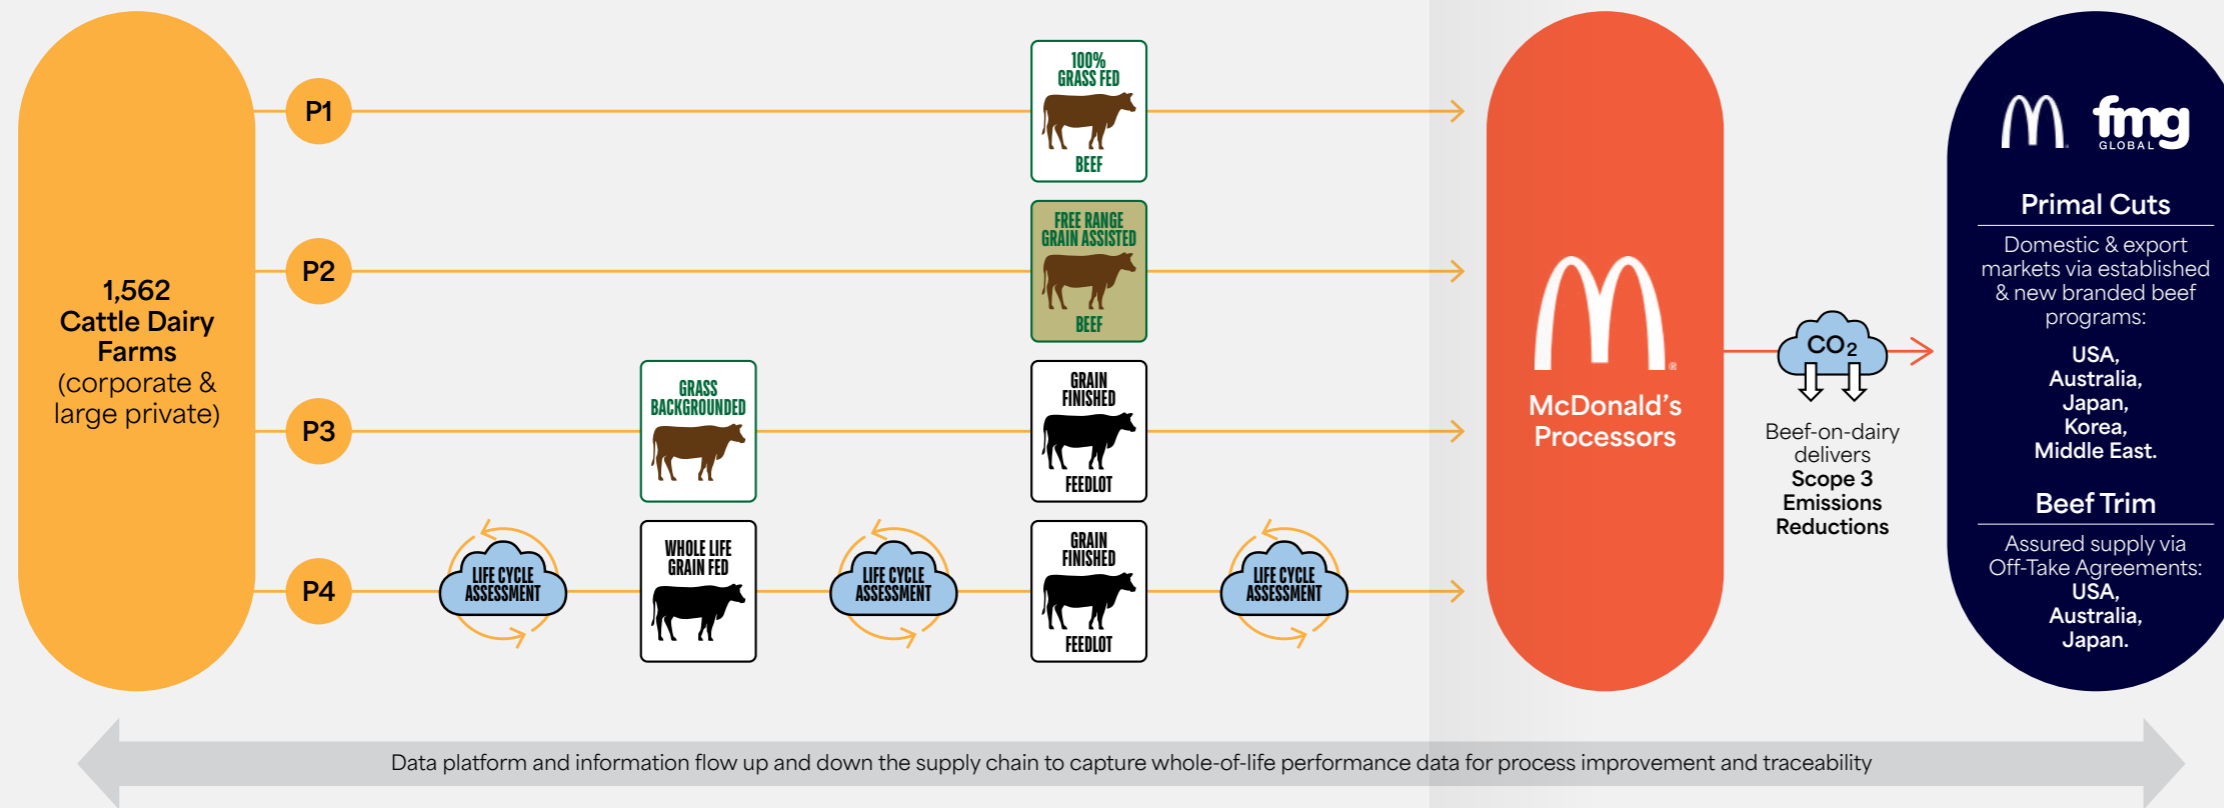 1,562
Cattle Dairy
Farms
(corporate &
large private)
P1
100%
GRASS FED
BEEF
P2
FREE RANGE
GRAIN ASSISTED
BEEF
P3
GRASS
BACKGROUNDED
GRAIN
FINISHED
FEEDLOT
P4
LIFE CYCLE
ASSESSMENT
WHOLE LIFE
GRAIN FED
LIFE CYCLE
ASSESSMENT
GRAIN
FINISHED
FEEDLOT
LIFE CYCLE
ASSESSMENT
M
®
McDonald's
Processors
CO₂
Beef-on-dairy
delivers
Scope 3
Emissions
Reductions
M fmg
GLOBAL
Primal Cuts
Domestic & export
markets via established
& new branded beef
programs:
USA,
Australia,
Japan,
Korea,
Middle East.
Beef Trim
Assured supply via
Off-Take Agreements:
USA,
Australia,
Japan.
Data platform and information flow up and down the supply chain to capture whole-of-life performance data for process improvement and traceability